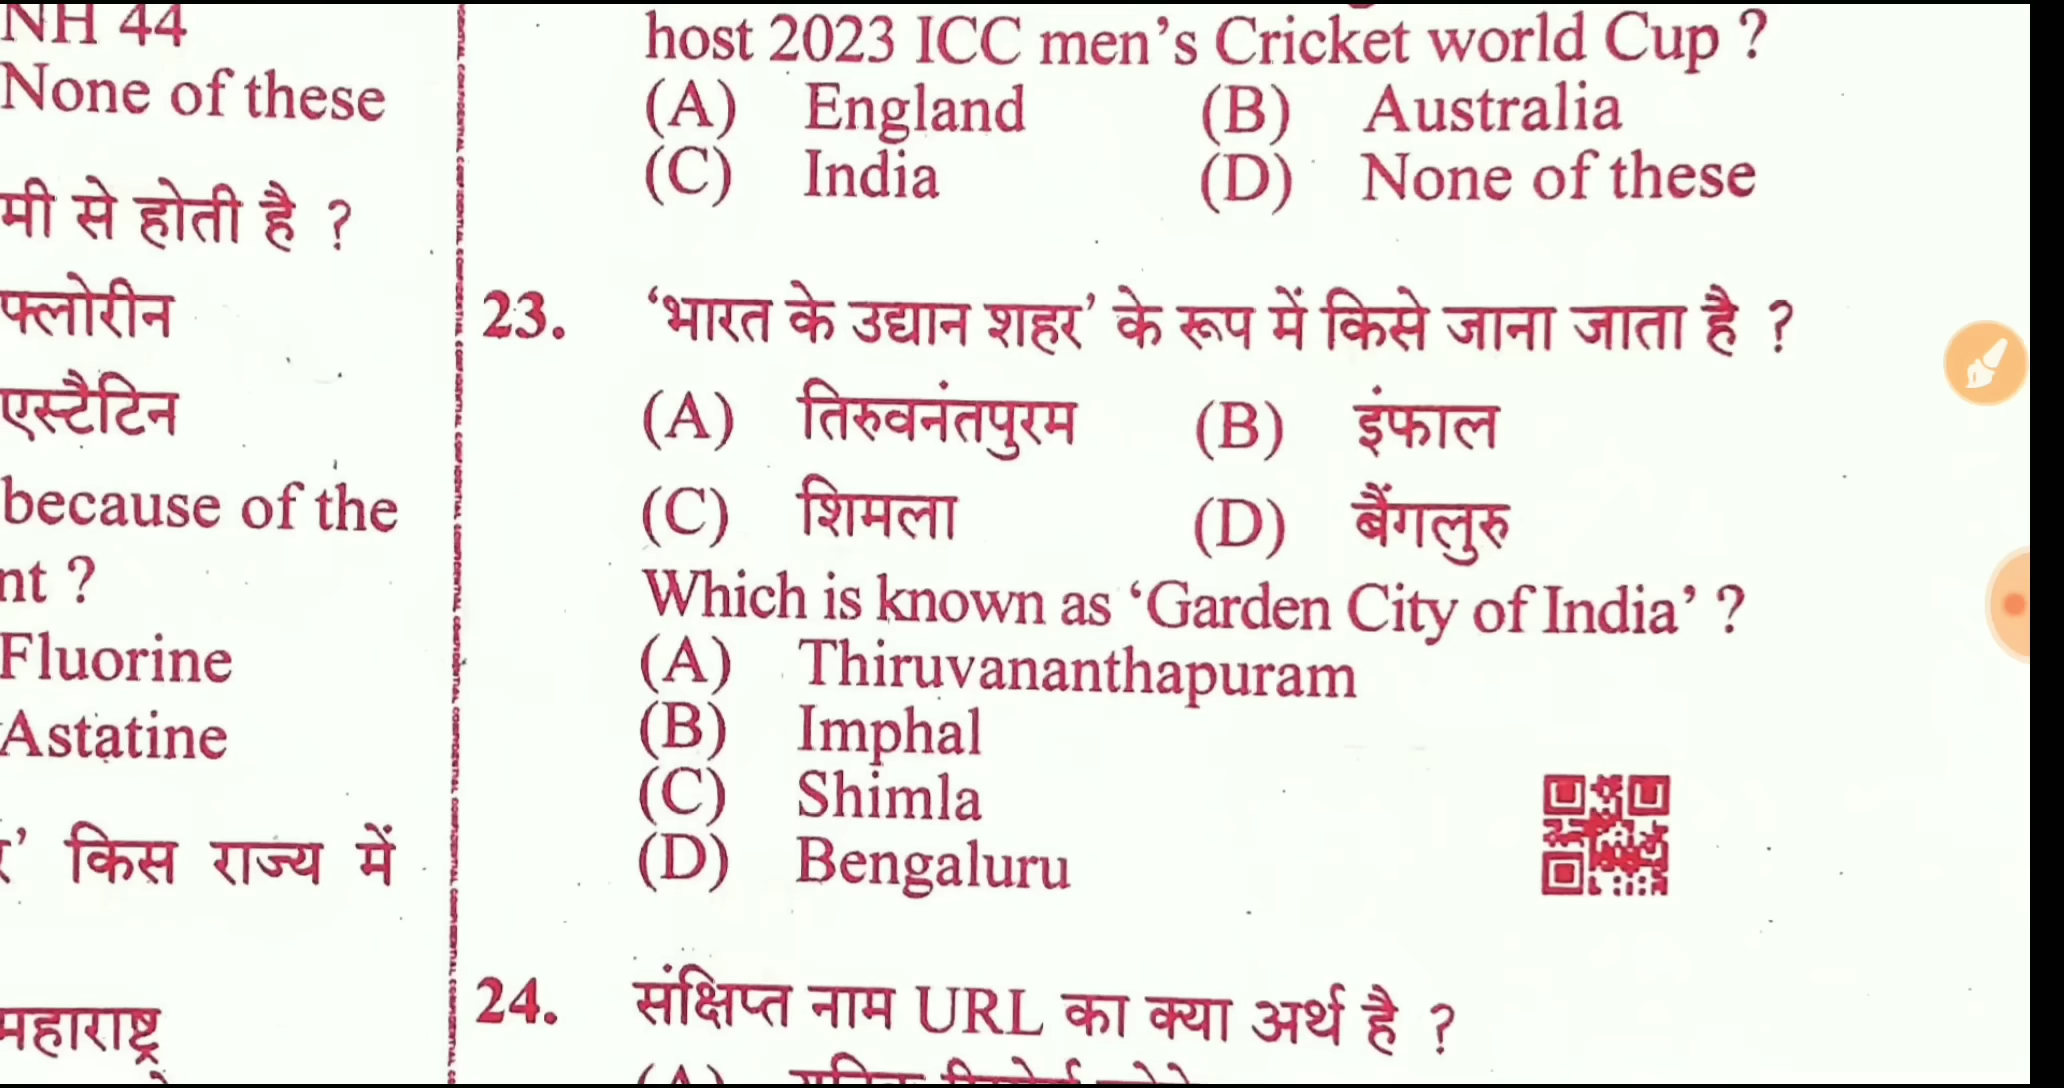 NH 44
None of these
मी से होती है ?
फ्लोरीन
एस्टैटिन
because of the
nt ?
Fluorine
Astatine
किस राज्य में
महाराष्ट्र
host 2023 ICC men’s Cricket world Cup ?
(A) England (B) Australia
(C) India (D) None of these
23. ‘भारत के उद्यान शहर’ के रूप में किसे जाना जाता है ?
(A) तिरुवनंतपुरम (B) इंफाल
(C) शिमला (D) बैंगलुरु
Which is known as ‘Garden City of India’ ?
(A) Thiruvananthapuram
(B) Imphal
(C) Shimla
(D) Bengaluru
24. संक्षिप्त नाम URL का क्या अर्थ है ?
(A)